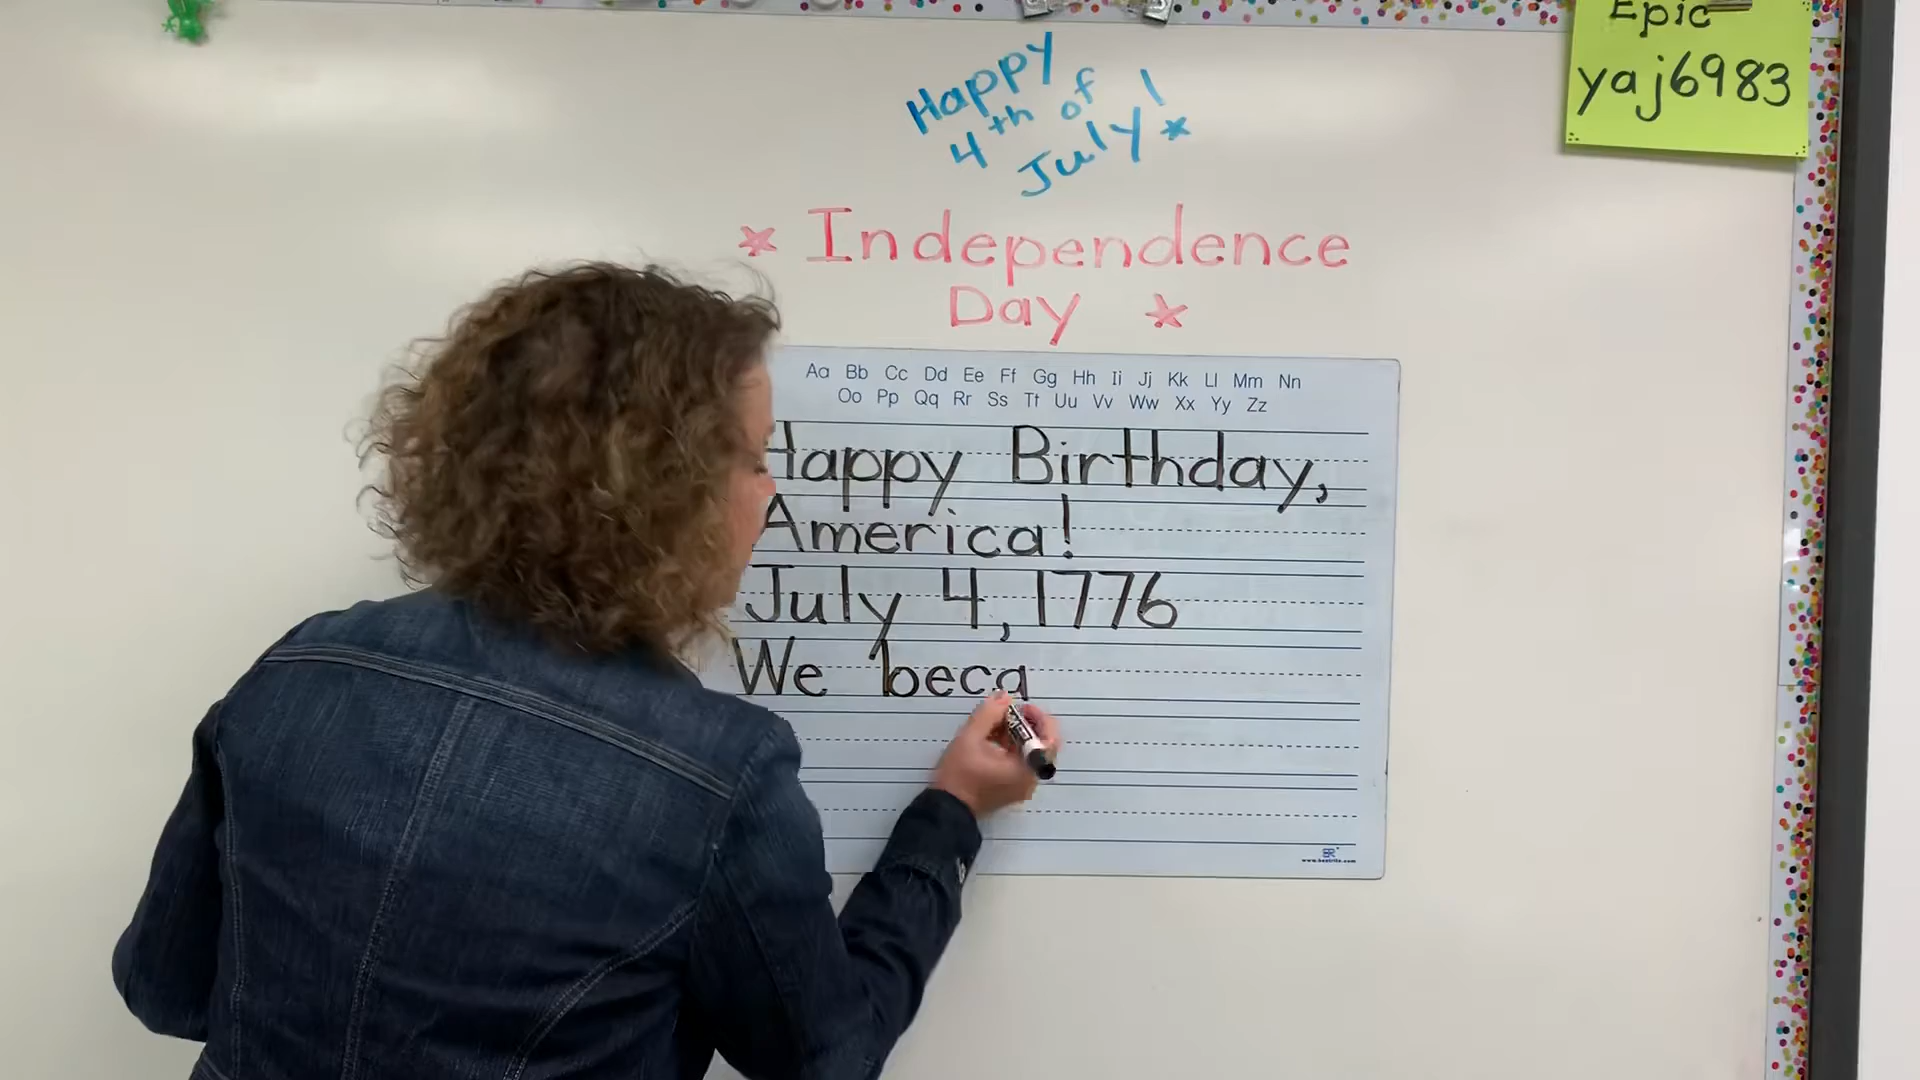 Epic
yaj6983
Happy
4th of
July!
Independence
Day
Aa Bb Cc Dd Ee Ff Gg Hh Ii Jj Kk Ll Mm Nn
Oo Pp Qq Rr Ss Tt Uu Vv Ww Xx Yy Zz
Happy Birthday,
America!
July 4, 1776
We beca